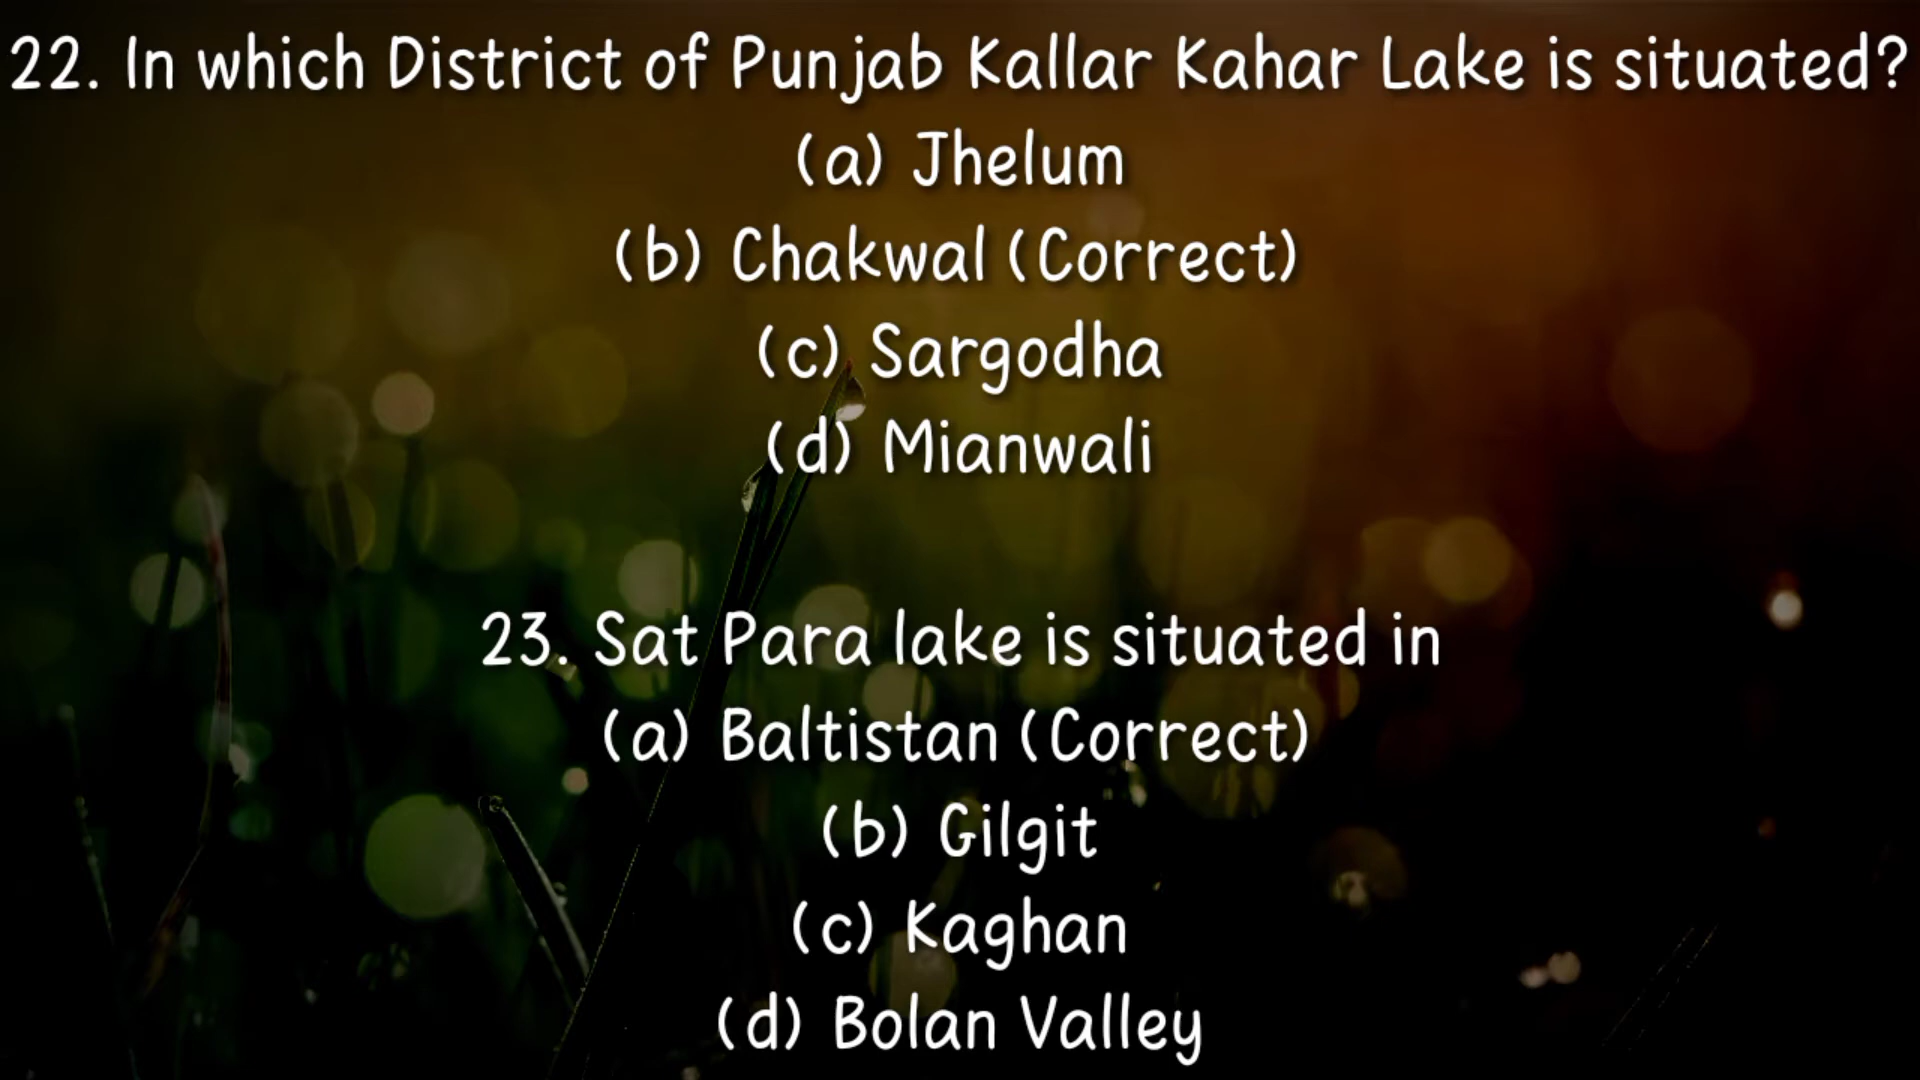 22. In which District of Punjab Kallar Kahar Lake is situated?
(a) Jhelum
(b) Chakwal (Correct)
(c) Sargodha
(d) Mianwali
23. Sat Para lake is situated in
(a) Baltistan (Correct)
(b) Gilgit
(c) Kaghan
(d) Bolan Valley